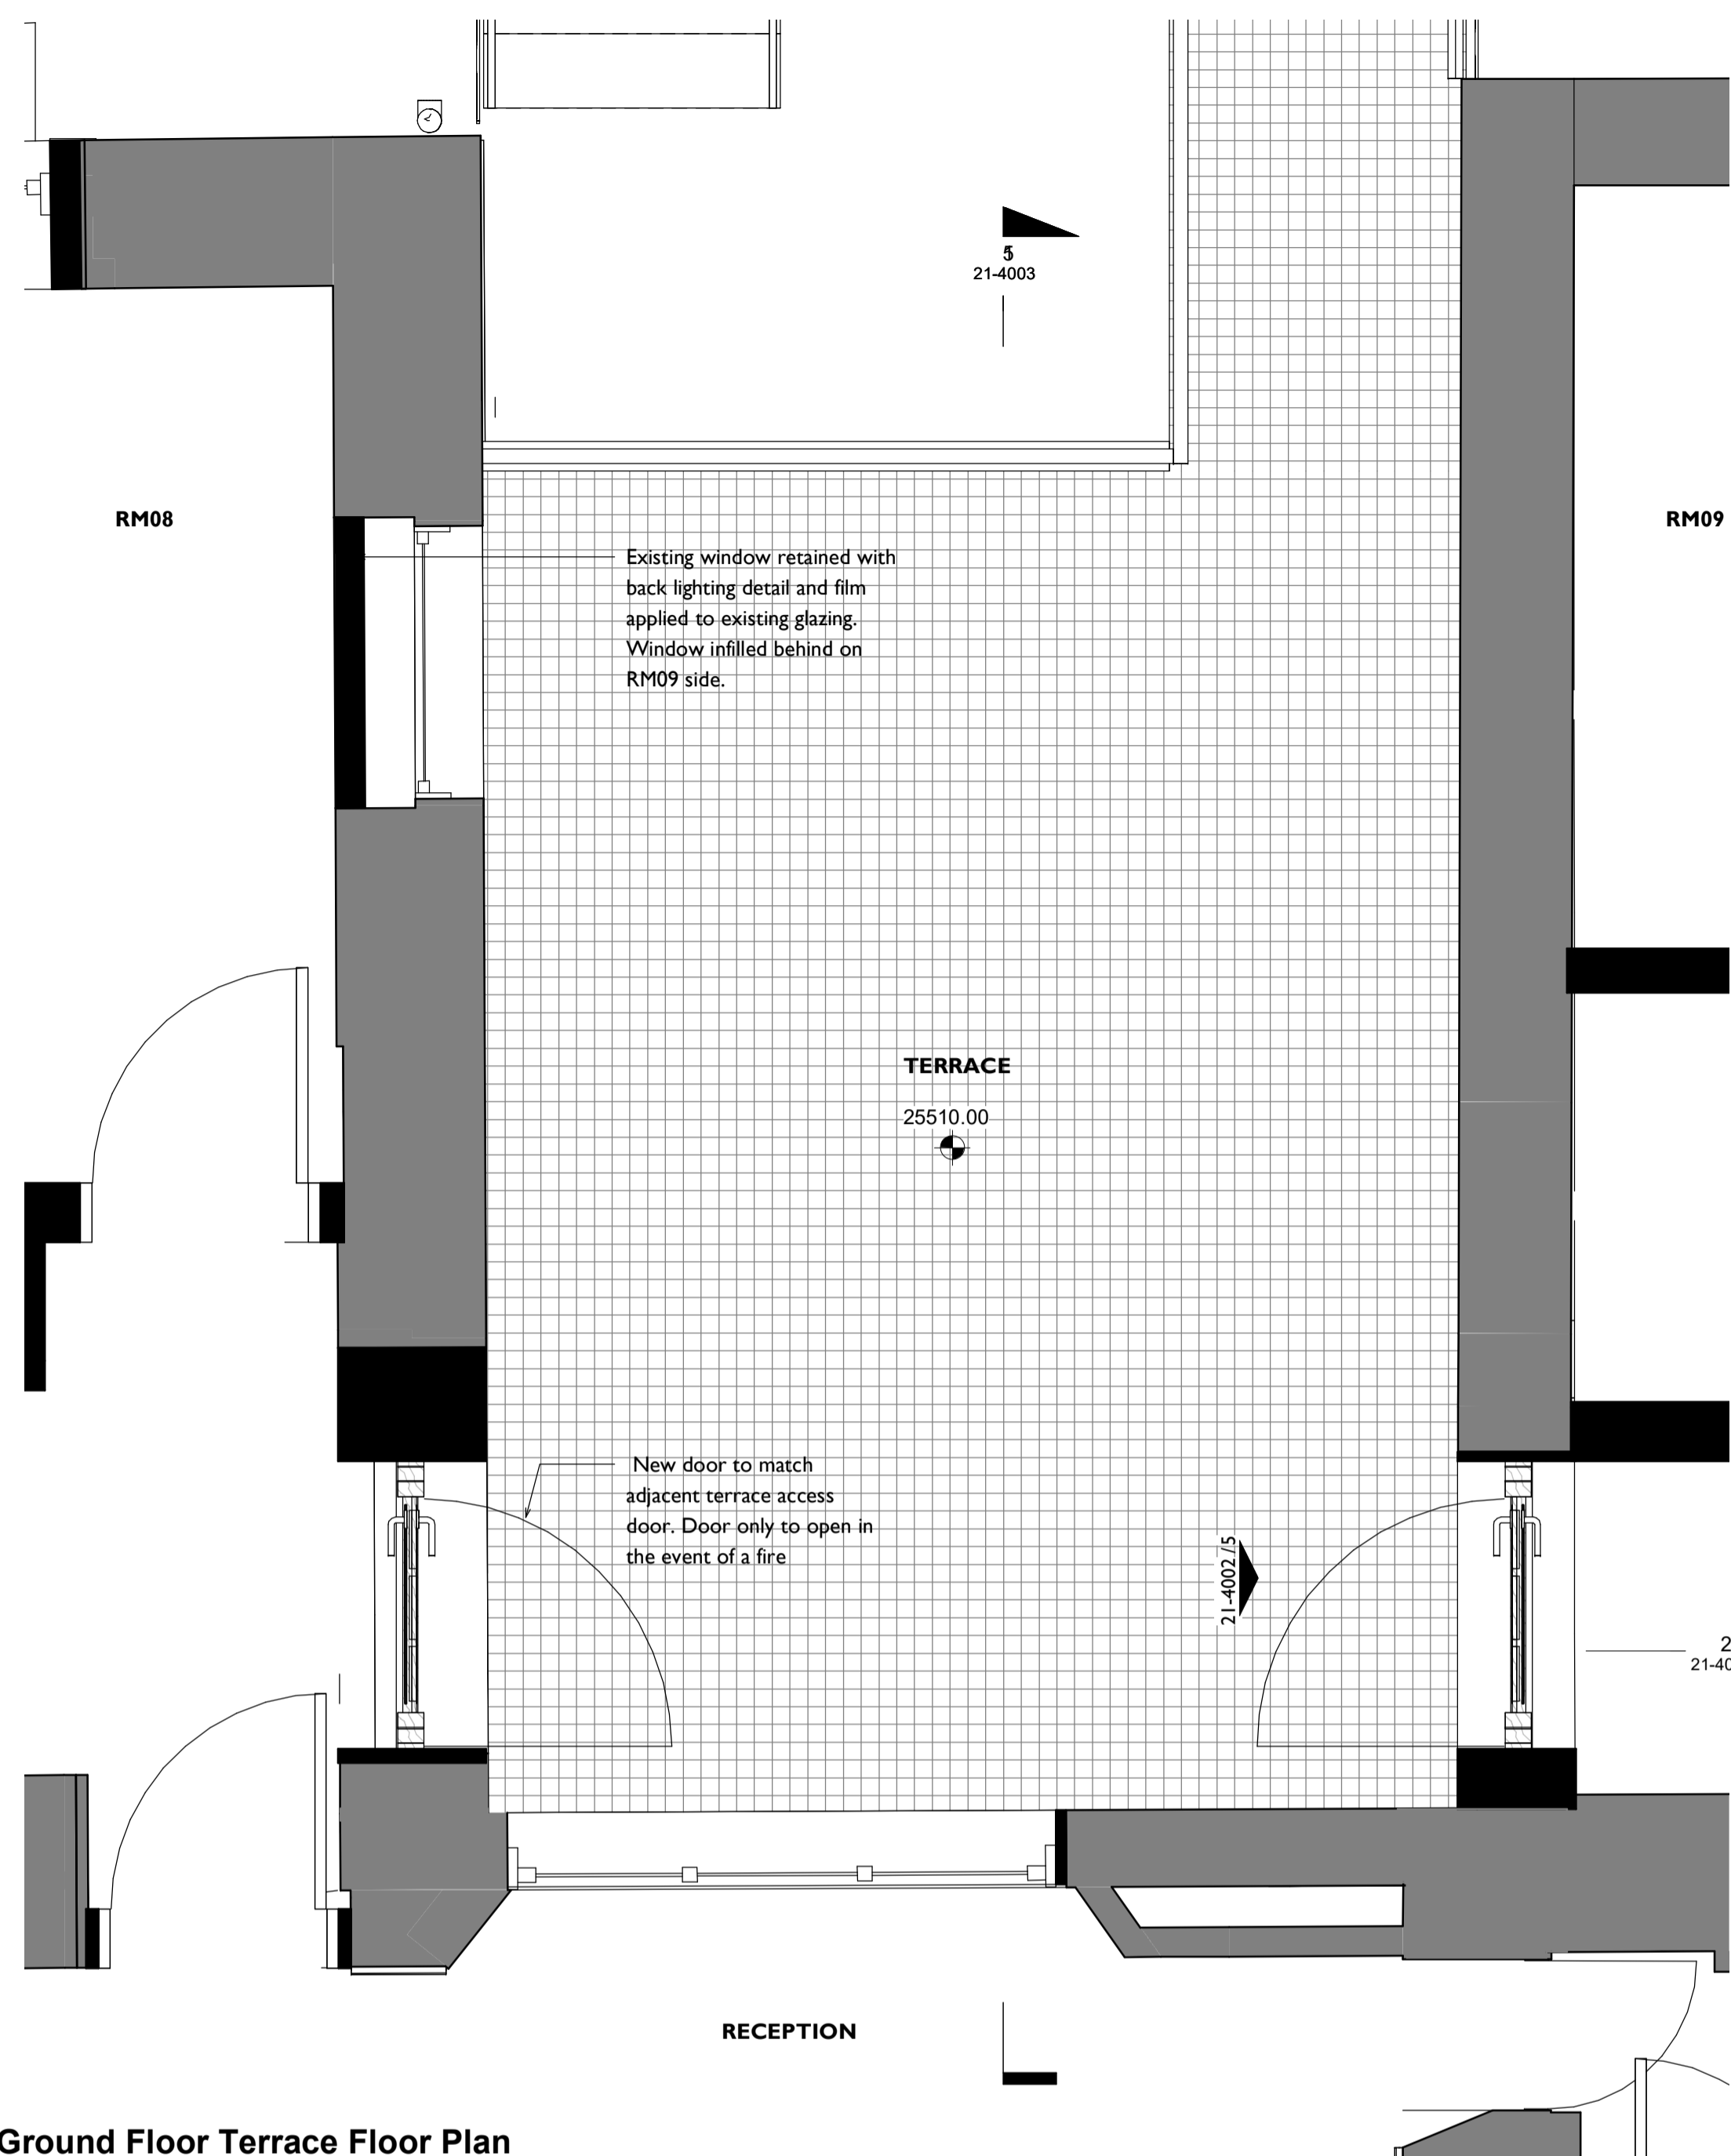 21-4003
RM08
RM09
Existing window retained with
back lighting detail and film
applied to existing glazing.
Window infilled behind on
RM09 side.
TERRACE
25510.00
New door to match
adjacent terrace access
door. Door only to open in
the event of a fire
21-4002 /5
2
RECEPTION
Ground Floor Terrace Floor Plan